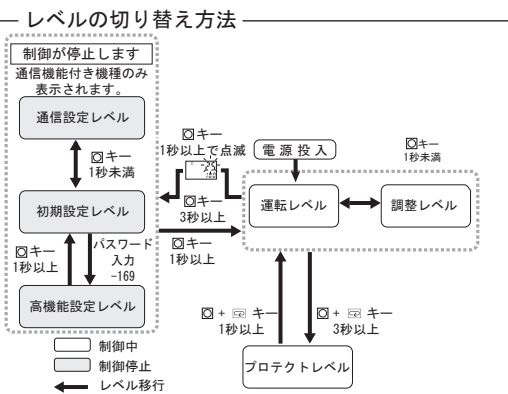 レベルの切り替え方法
制御が停止します
通信機能付き機種のみ
表示されます。
通信設定レベル
キー
1秒未満
初期設定レベル
キー
1秒以上
パスワード
入力
-169
高機能設定レベル
キー
1秒以上で点滅
キー
3秒以上
キー
1秒以上
電源投入
運転レベル
キー
1秒未満
調整レベル
+ キー
1秒以上
+ キー
3秒以上
プロテクトレベル
制御中
制御停止
レベル移行